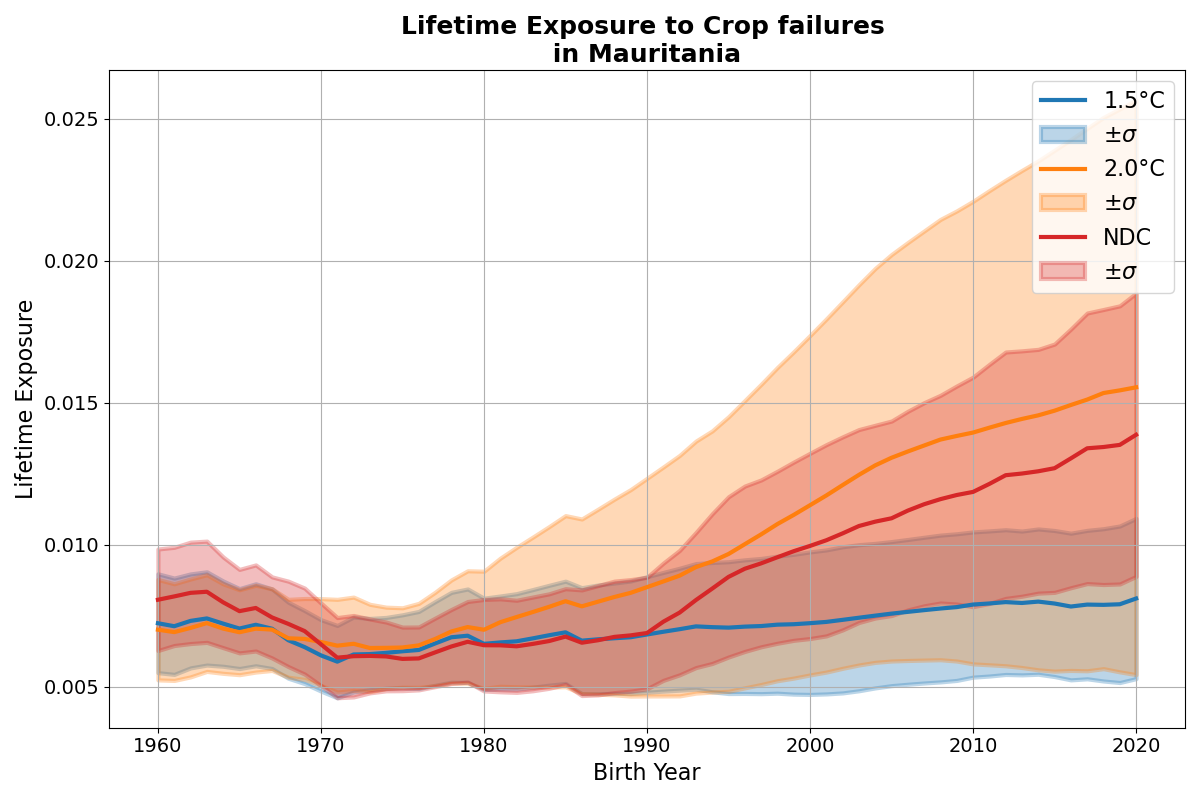 Lifetime Exposure to Crop failures
in Mauritania
1.5°C
±σ
2.0°C
±σ
NDC
±σ
0.025
0.020
0.015
0.010
0.005
Lifetime Exposure
1960
1970
1980
1990
2000
2010
2020
Birth Year